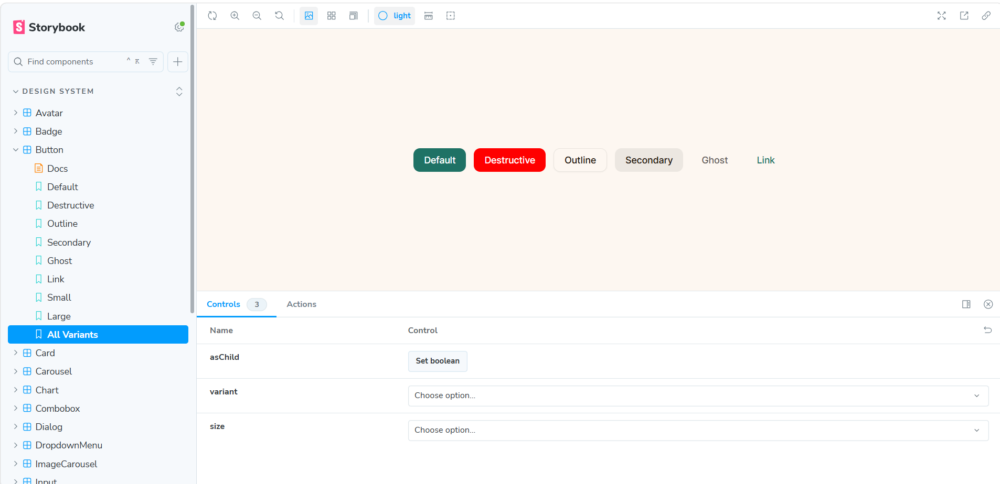 Storybook
Find components
^ K
DESIGN SYSTEM
Avatar
Badge
Button
Docs
Default
Destructive
Outline
Secondary
Ghost
Link
Small
Large
All Variants
Card
Carousel
Chart
Combobox
Dialog
DropdownMenu
ImageCarousel
Input
light
Default Destructive Outline Secondary Ghost Link
Controls 3 Actions
Name Control
asChild Set boolean
variant Choose option...
size Choose option...